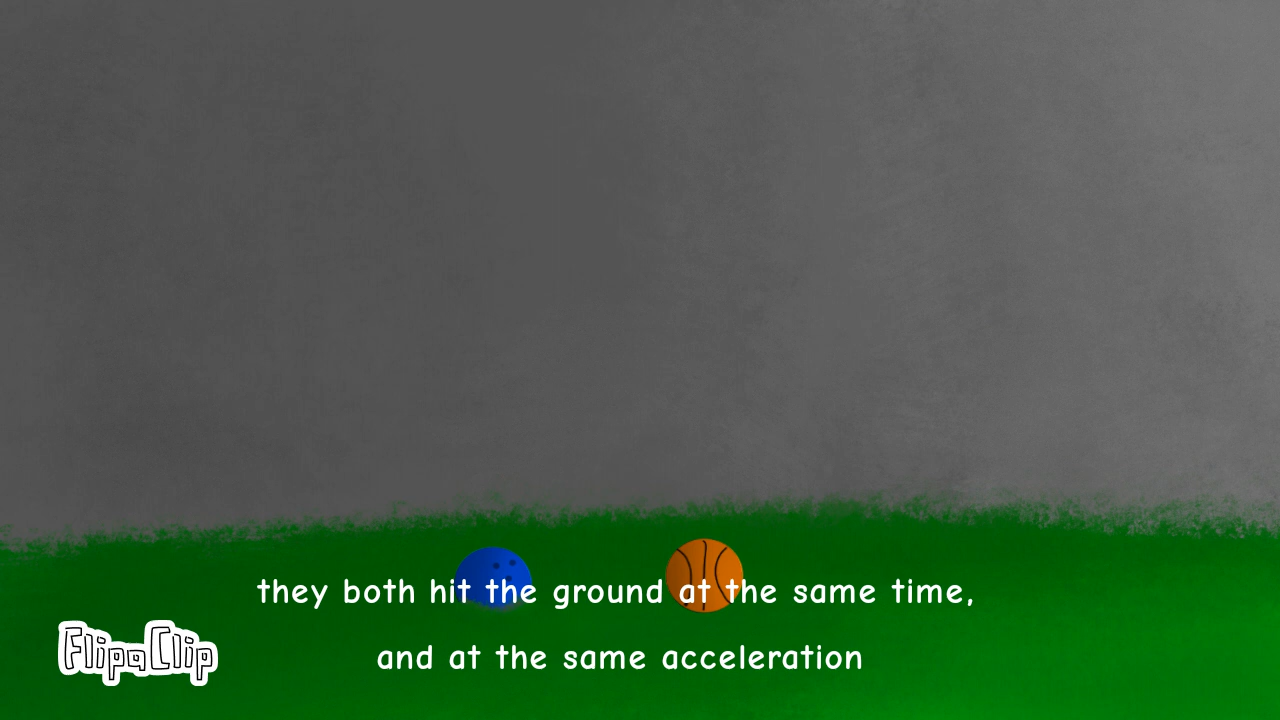 they both hit the ground at the same time,
and at the same acceleration
FlipaClip